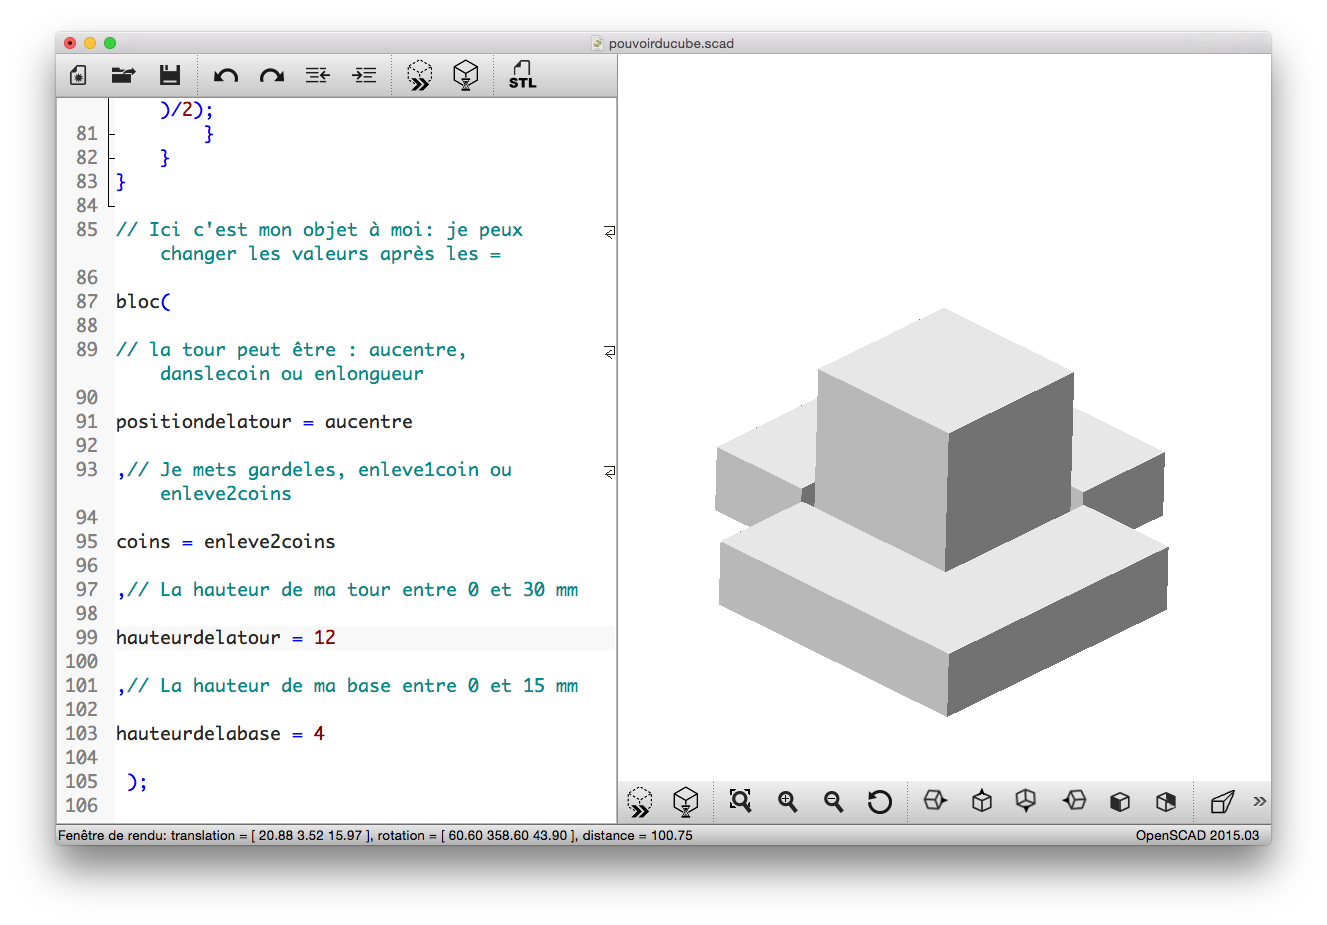 pouvoirducube.scad
STL
)/2);
81 }
82 }
83 }
84
85 // Ici c'est mon objet à moi: je peux
changer les valeurs après les =
86
87 bloc(
88
89 // la tour peut être : aucentre,
danslecoin ou enlongueur
90
91 positiondelatour = aucentre
92
93 ,// Je mets gardeles, enleve1coin ou
enleve2coins
94
95 coins = enleve2coins
96
97 ,// La hauteur de ma tour entre 0 et 30 mm
98
99 hauteurdelatour = 12
100
101 ,// La hauteur de ma base entre 0 et 15 mm
102
103 hauteurdelabase = 4
104
105 );
106
Fenêtre de rendu: translation = [ 20.88 3.52 15.97 ], rotation = [ 60.60 358.60 43.90 ], distance = 100.75
OpenSCAD 2015.03